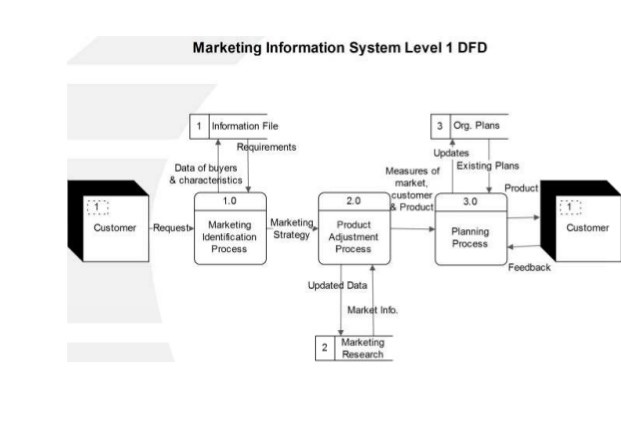 Marketing Information System Level 1 DFD
1 Information File
3 Org. Plans
Requirements
Updates
Existing Plans
Data of buyers
& characteristics
Measures of
market,
customer
& Product
Product
1
Customer
Request
1.0
Marketing
Identification
Process
Marketing
Strategy
2.0
Product
Adjustment
Process
3.0
Planning
Process
1
Customer
Feedback
Updated Data
Market Info.
2
Marketing
Research